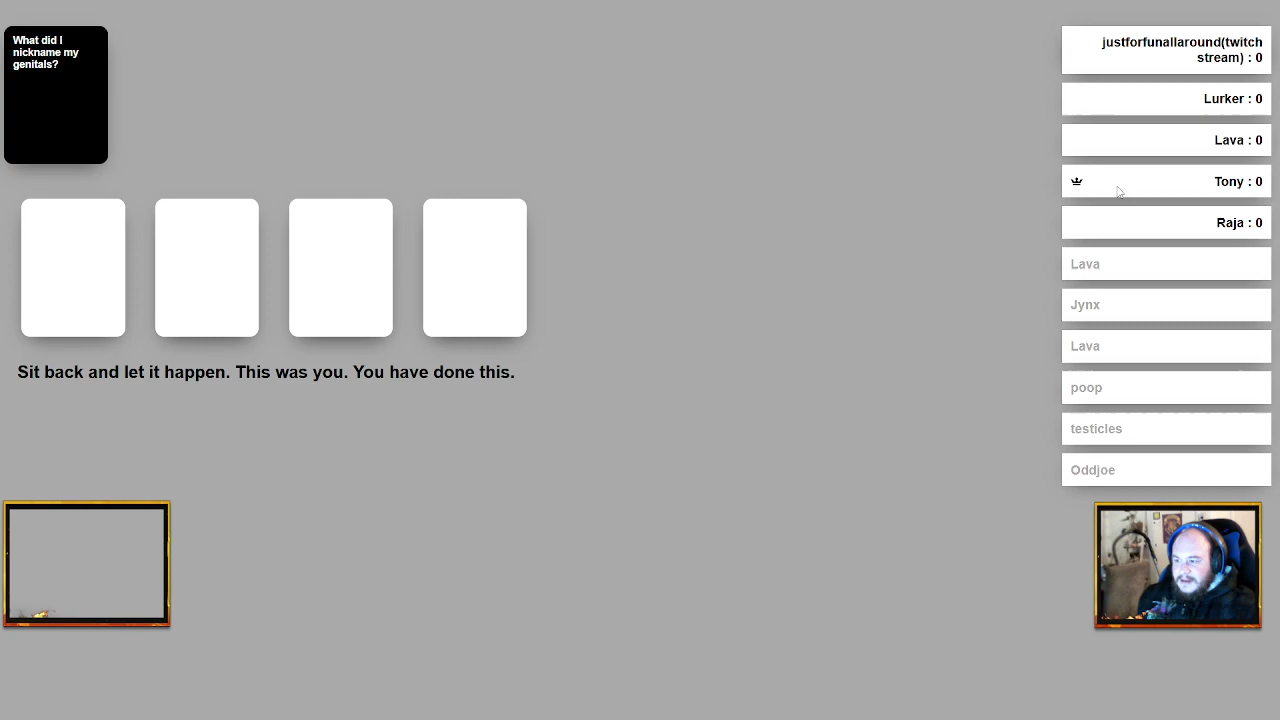 What did I
nickname my
genitals?
Sit back and let it happen. This was you. You have done this.
justforfunallaround(twitch
stream) : 0
Lurker : 0
Lava : 0
Tony : 0
Raja : 0
Lava
Jynx
Lava
poop
testicles
Oddjoe